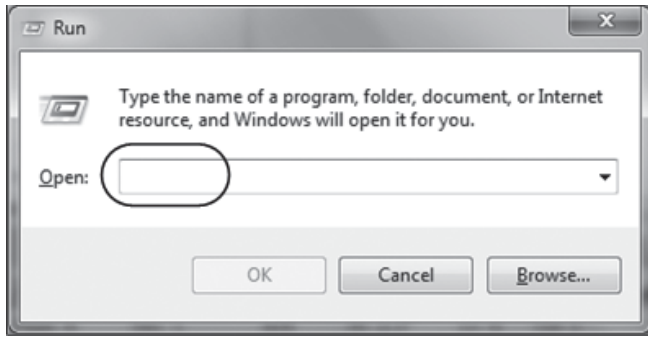 Run
Type the name of a program, folder, document, or Internet
resource, and Windows will open it for you.
Open:
OK
Cancel
Browse...